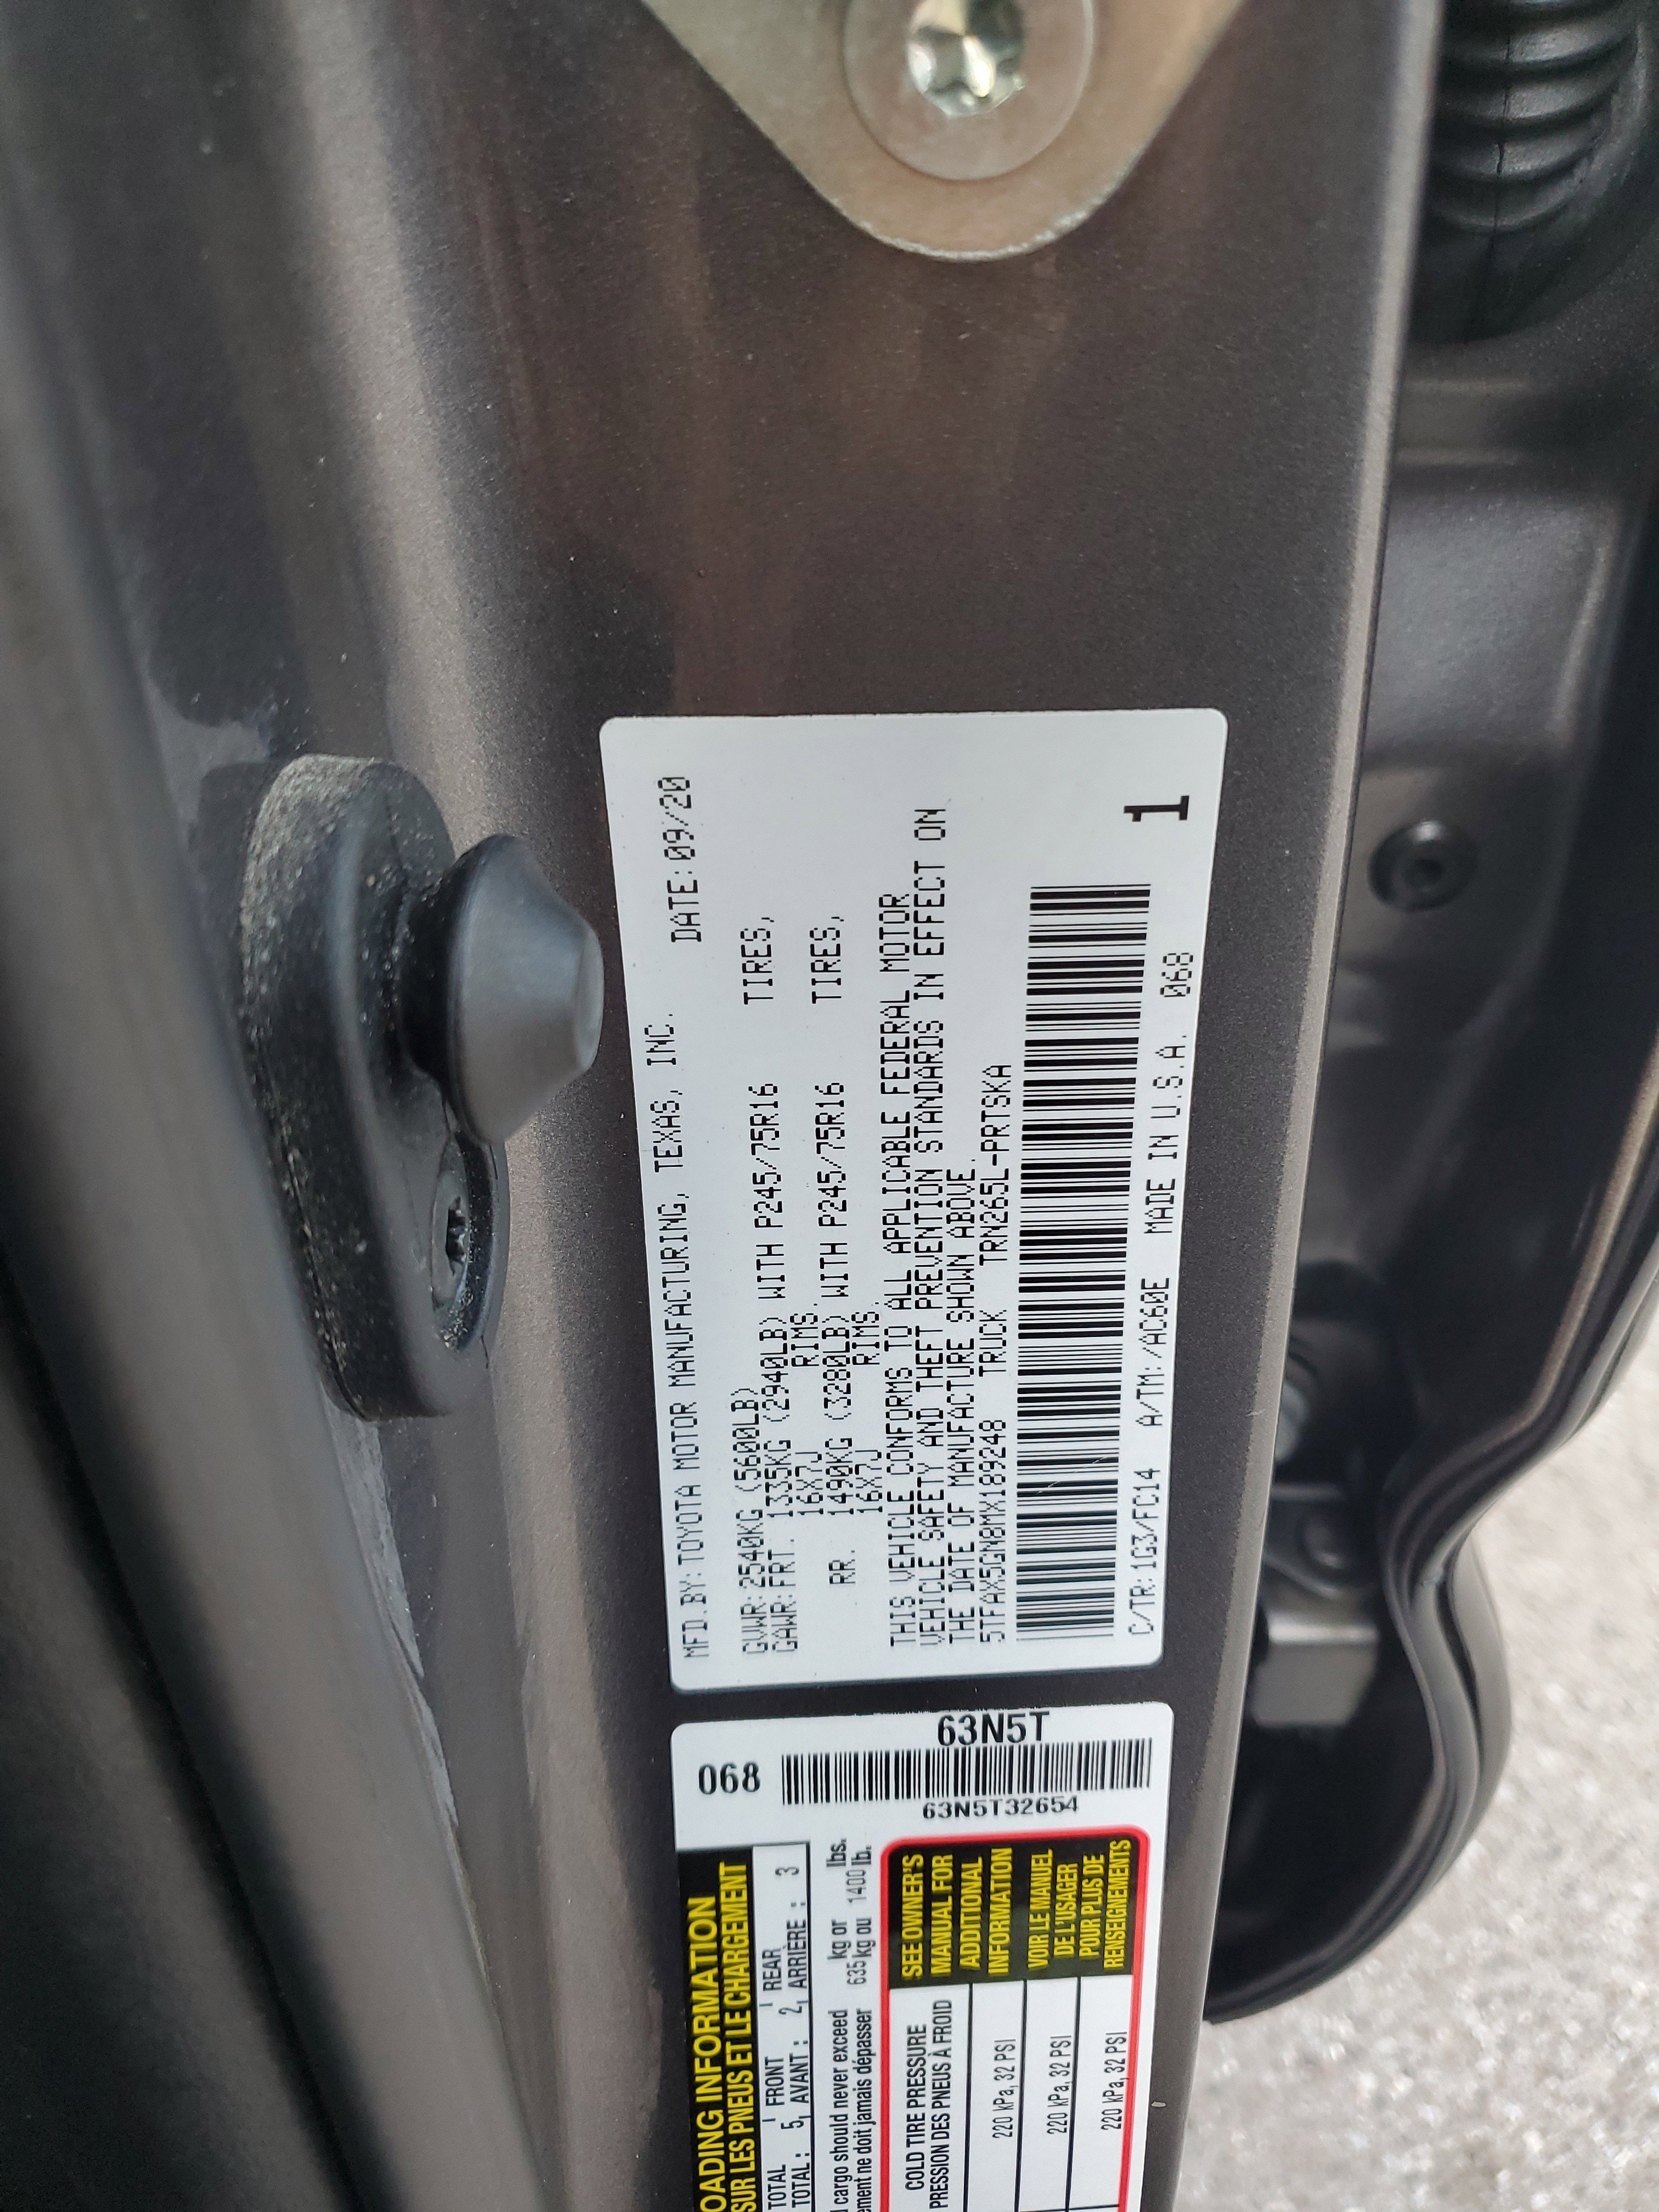 MFD.BY:TOYOTA MOTOR MANUFACTURING, TEXAS, INC.
DATE:09/20
GVWR:2540KG (5600LB)
GAWR:FRT. 1335KG (2940LB) WITH P245/75R16 TIRES,
16X7J RIMS.
RR. 1490KG (3280LB) WITH P245/75R16 TIRES,
16X7J RIMS.
THIS VEHICLE CONFORMS TO ALL APPLICABLE FEDERAL MOTOR
VEHICLE SAFETY AND THEFT PREVENTION STANDARDS IN EFFECT ON
THE DATE OF MANUFACTURE SHOWN ABOVE.
5TFAX5GN8MX189248 TRUCK TRN265L-PRTSKA
C/TR:1G3/FC14 A/TM:/AC60E MADE IN U.S.A. 068
1
068
63N5T
63N5T32654
OADING INFORMATION
SUR LES PNEUS ET LE CHARGEMENT
TOTAL FRONT REAR
TOTAL : 5 AVANT : 2 ARRIÈRE : 3
cargo should never exceed kg or lbs.
ement ne doit jamais dépasser 635 kg ou 1400 lb.
COLD TIRE PRESSURE
PRESSION DES PNEUS À FROID
220 kPa, 32 PSI
220 kPa, 32 PSI
220 kPa, 32 PSI
SEE OWNER'S
MANUAL FOR
ADDITIONAL
INFORMATION
VOIR LE MANUEL
DE L'USAGER
POUR PLUS DE
RENSEIGNEMENTS